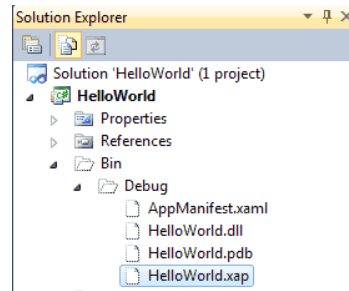 Solution Explorer
Solution 'HelloWorld' (1 project)
HelloWorld
Properties
References
Bin
Debug
AppManifest.xaml
HelloWorld.dll
HelloWorld.pdb
HelloWorld.xap